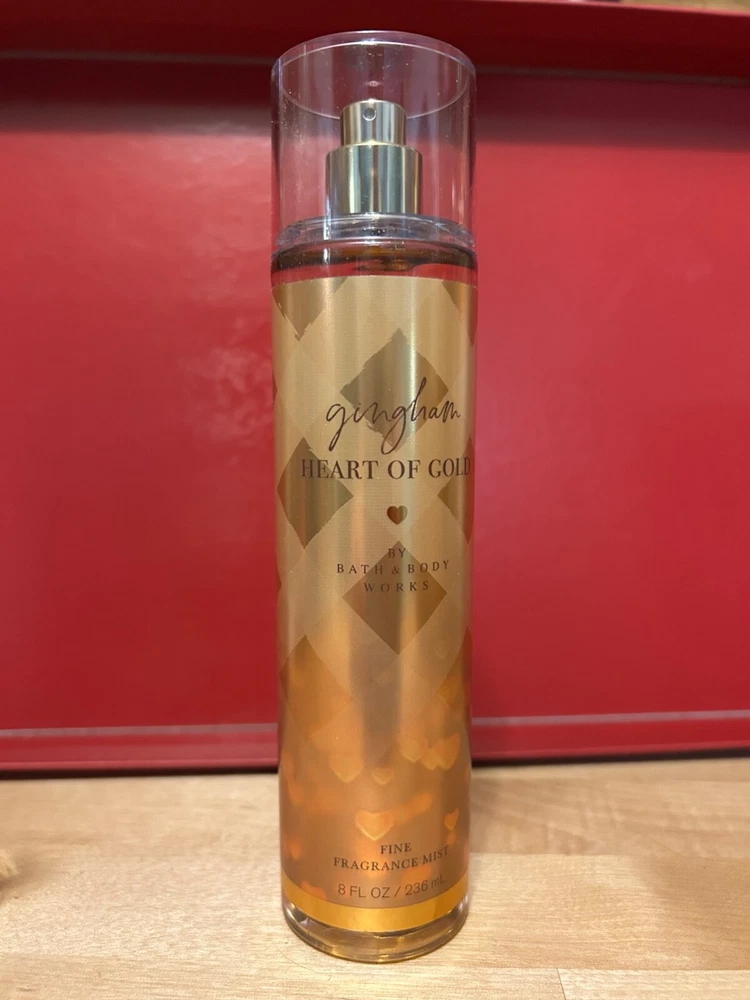 gingham
HEART OF GOLD
BY
BATH & BODY
WORKS
FINE
FRAGRANCE MIST
8 FL OZ / 236 mL